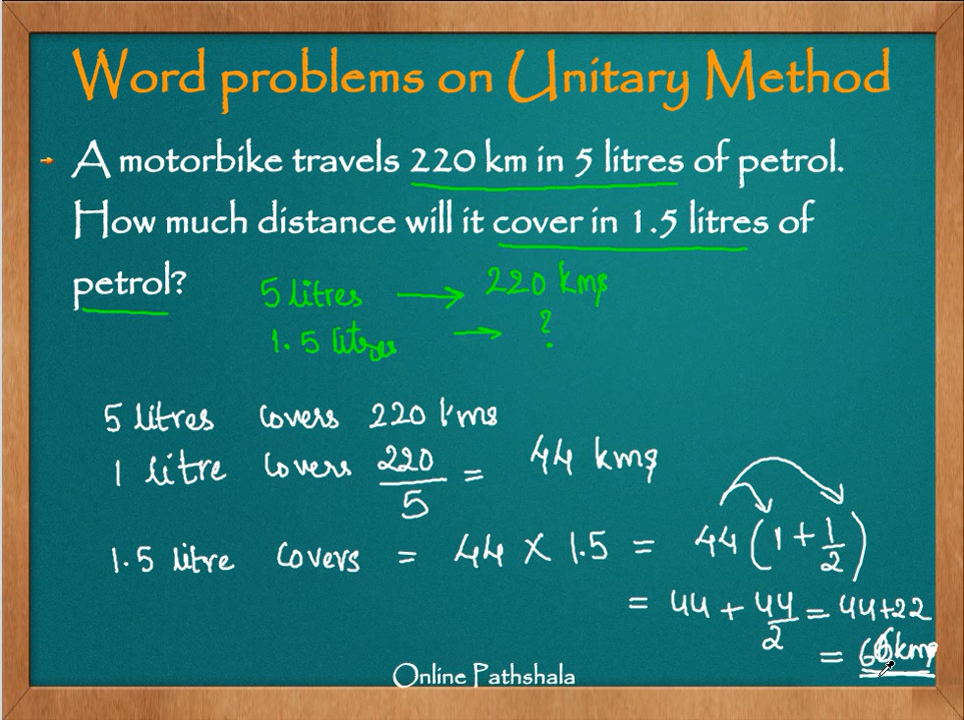 Word problems on Unitary Method
A motorbike travels 220 km in 5 litres of petrol.
How much distance will it cover in 1.5 litres of
petrol?
5 litres → 220 kms
1.5 litres → ?
5 litres covers 220 kms
1 litre covers 220/5 = 44 kms
1.5 litre covers = 44 × 1.5 = 44 (1 + 1/2)
= 44 + 44/2 = 44+22
= 66 kms
Online Pathshala